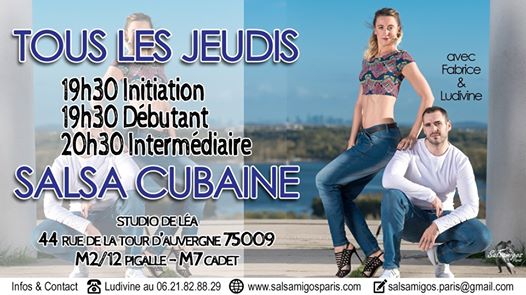 TOUS LES JEUDIS
avec
Fabrice
&
Ludivine
19h30 Initiation
19h30 Débutant
20h30 Intermédiaire
SALSA CUBAINE
STUDIO DE LÉA
44 RUE DE LA TOUR D'AUVERGNE 75009
M2/12 PIGALLE - M7 CADET
Salsamigos
Infos & Contact Ludivine au 06.21.82.88.29 www.salsamigosparis.com salsamigos.paris@gmail.com